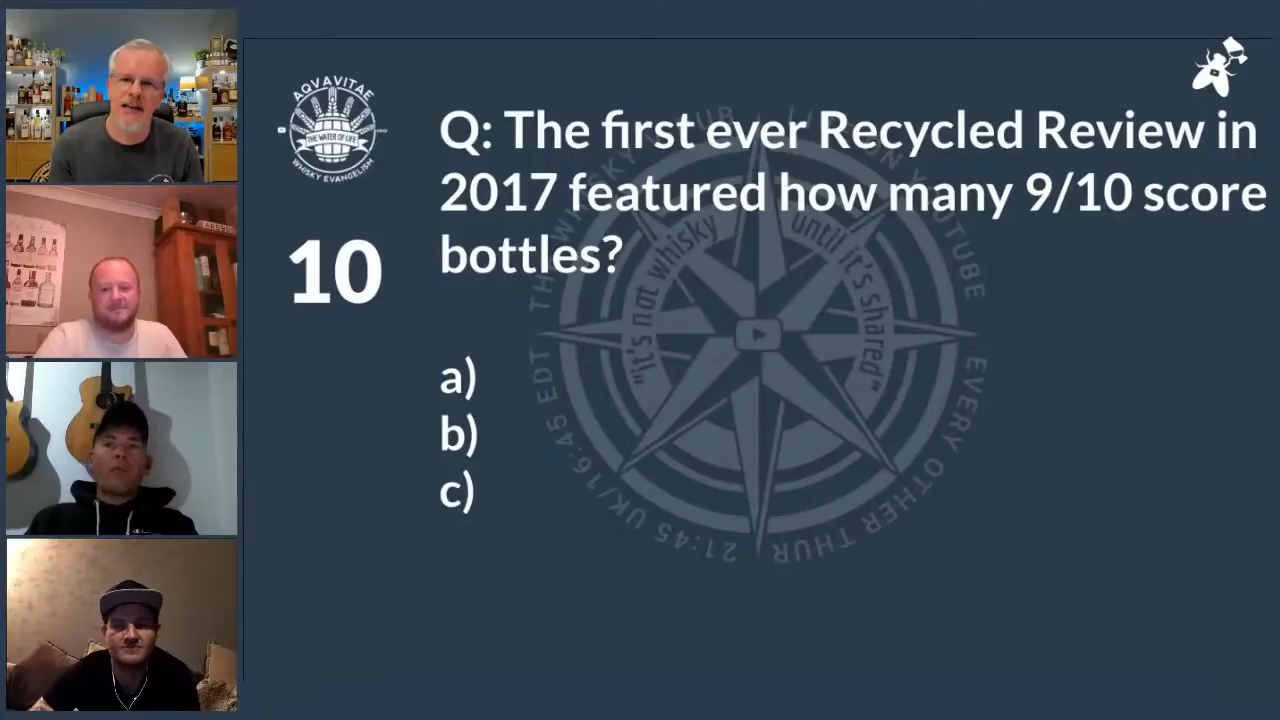 AQVAVITAE
THE WATER OF LIFE
WHISKY EVANGELISM
10
Q: The first ever Recycled Review in
2017 featured how many 9/10 score
bottles?
a)
b)
c)
"it's not whisky
until it's shared"
21:45 UK/16:45 EDT
EVERY OTHER THUR